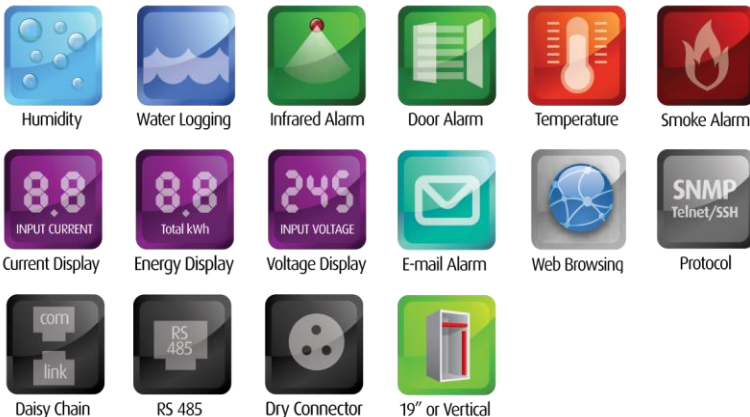 Humidity
Water Logging
Infrared Alarm
Door Alarm
Temperature
Smoke Alarm
8.8
INPUT CURRENT
8.8
Total kWh
245
INPUT VOLTAGE
SNMP
Telnet/SSH
Current Display
Energy Display
Voltage Display
E-mail Alarm
Web Browsing
Protocol
com
link
RS
485
Daisy Chain
RS 485
Dry Connector
19" or Vertical